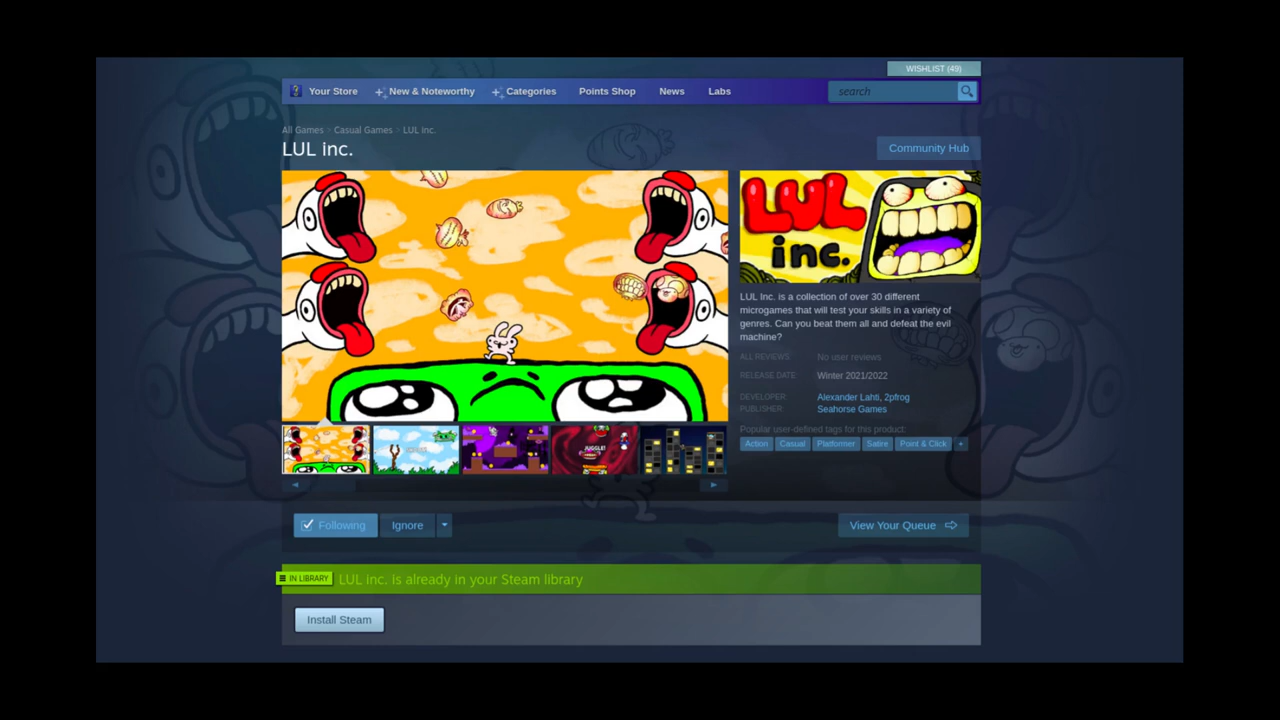 WISHLIST (49)
Your Store
New & Noteworthy
Categories
Points Shop
News
Labs
search
All Games > Casual Games > LUL inc.
LUL inc.
Community Hub
LUL
inc.
LUL Inc. is a collection of over 30 different
microgames that will test your skills in a variety of
genres. Can you beat them all and defeat the evil
machine?
ALL REVIEWS: No user reviews
RELEASE DATE: Winter 2021/2022
DEVELOPER: Alexander Lahti, 2pfrog
PUBLISHER: Seahorse Games
Popular user-defined tags for this product:
Action
Casual
Platformer
Satire
Point & Click
+
JUGGLE!
Following
Ignore
View Your Queue
IN LIBRARY
LUL inc. is already in your Steam library
Install Steam